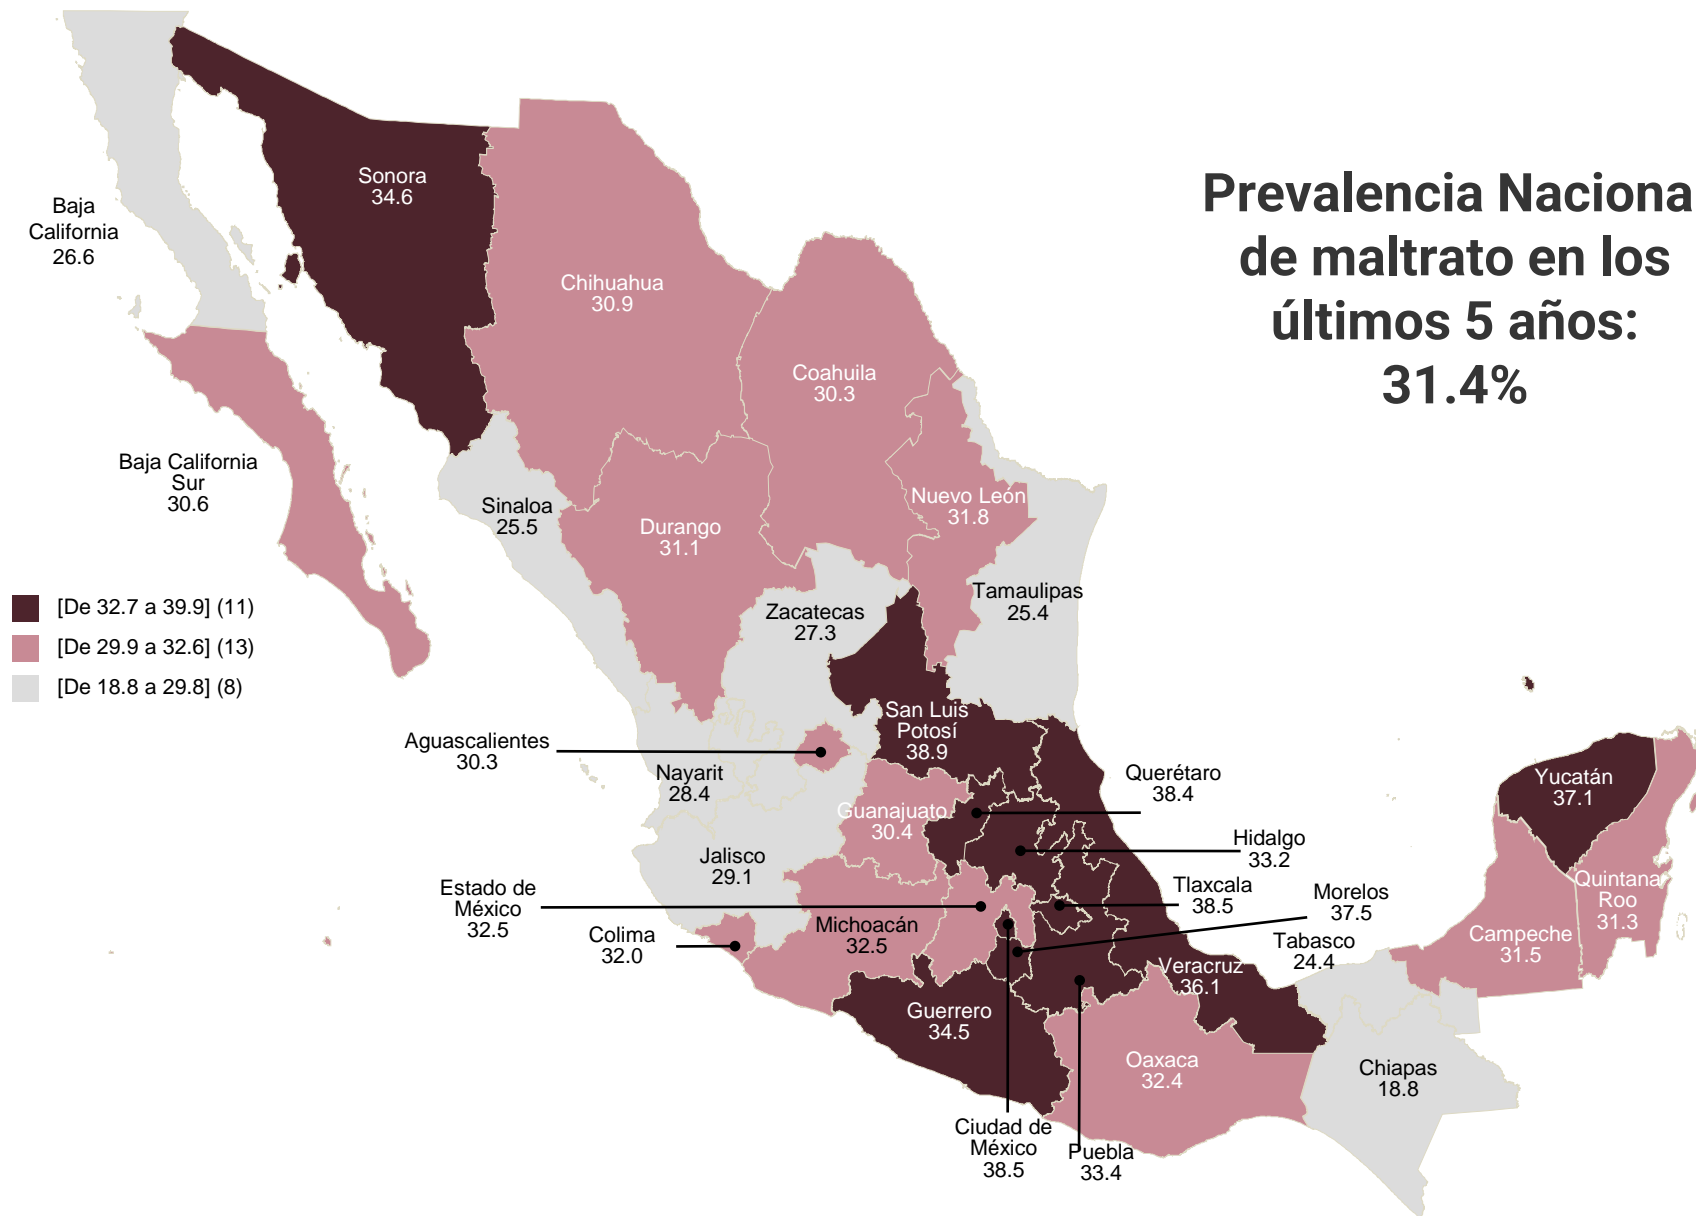 Prevalencia Naciona
de maltrato en los
últimos 5 años:
31.4%
Baja
California
26.6
Sonora
34.6
Chihuahua
30.9
Coahuila
30.3
Baja California
Sur
30.6
Sinaloa
25.5
Durango
31.1
Nuevo León
31.8
Tamaulipas
25.4
Zacatecas
27.3
[De 32.7 a 39.9] (11)
[De 29.9 a 32.6] (13)
[De 18.8 a 29.8] (8)
San Luis
Potosí
38.9
Aguascalientes
30.3
Nayarit
28.4
Guanajuato
30.4
Querétaro
38.4
Yucatán
37.1
Hidalgo
33.2
Jalisco
29.1
Estado de
México
32.5
Tlaxcala
38.5
Morelos
37.5
Quintana
Roo
31.3
Colima
32.0
Michoacán
32.5
Tabasco
24.4
Campeche
31.5
Veracruz
36.1
Guerrero
34.5
Oaxaca
32.4
Chiapas
18.8
Ciudad de
México
38.5
Puebla
33.4